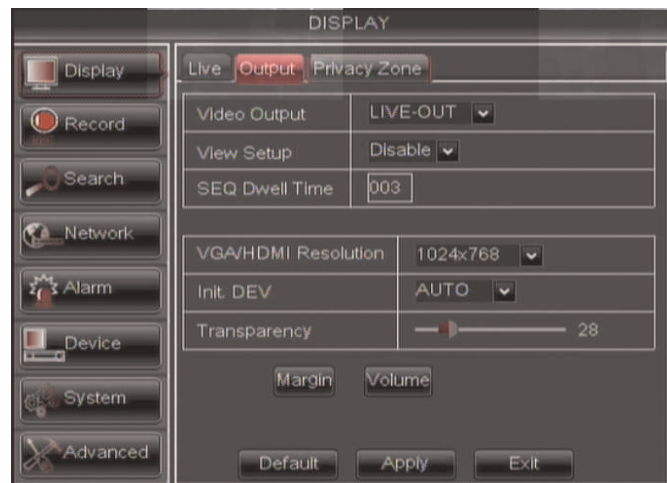 DISPLAY
Display
Record
Search
Network
Alarm
Device
System
Advanced
Live Output Privacy Zone
Video Output LIVE-OUT
View Setup Disable
SEQ Dwell Time 003
VGA/HDMI Resolution 1024x768
Init. DEV AUTO
Transparency 28
Margin Volume
Default Apply Exit